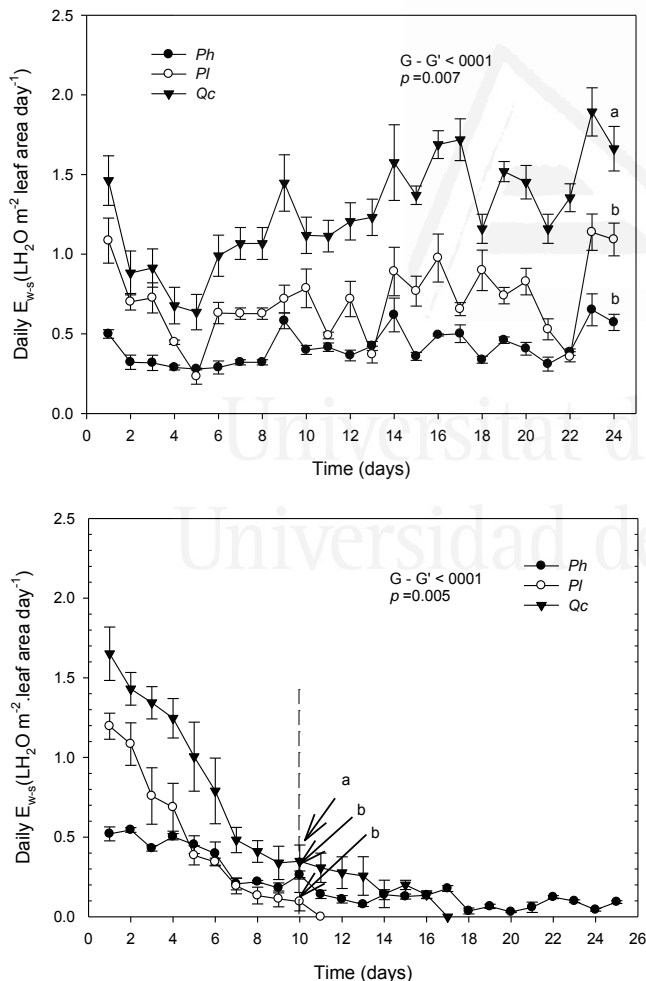 2.5
2.0
1.5
1.0
0.5
0.0
Daily E w-s (LH2O m-2 leaf area day-1)
Ph
Pl
Qc
G - G' < 0001
p =0.007
a
b
b
0 2 4 6 8 10 12 14 16 18 20 22 24
Time (days)
Universitat d
Universidad de
2.5
2.0
1.5
1.0
0.5
0.0
Daily E w-s (LH2O m-2.leaf area day-1)
G - G' < 0001
p =0.005
Ph
Pl
Qc
a
b
b
0 2 4 6 8 10 12 14 16 18 20 22 24 26
Time (days)